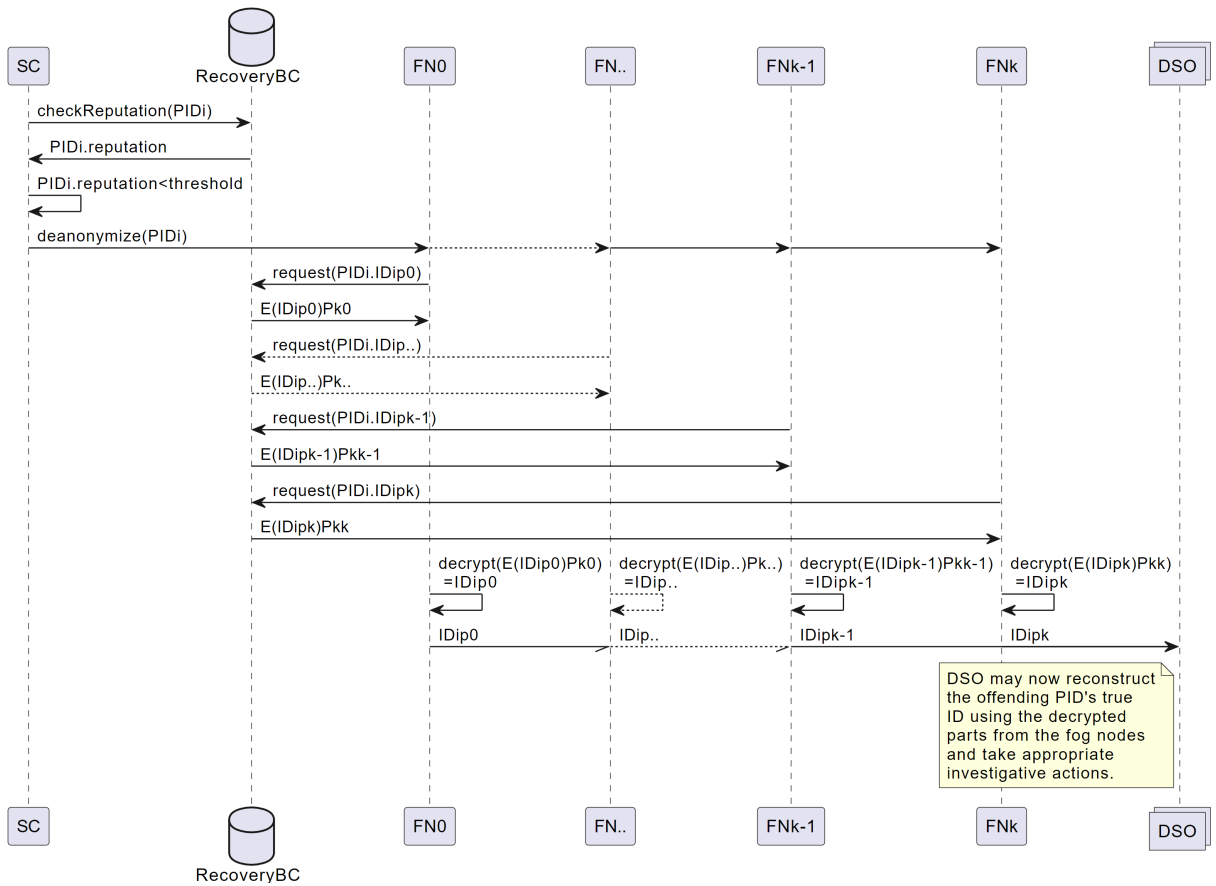 SC
RecoveryBC
FN0
FN..
FNk-1
FNk
DSO
checkReputation(PIDi)
PIDi.reputation
PIDi.reputation<threshold
deanonymize(PIDi)
request(PIDi.IDip0)
E(IDip0)Pk0
request(PIDi.IDip..)
E(IDip..)Pk..
request(PIDi.IDipk-1)
E(IDipk-1)Pkk-1
request(PIDi.IDipk)
E(IDipk)Pkk
decrypt(E(IDip0)Pk0)
=IDip0
decrypt(E(IDip..)Pk..)
=IDip..
decrypt(E(IDipk-1)Pkk-1)
=IDipk-1
decrypt(E(IDipk)Pkk)
=IDipk
IDip0
IDip..
IDipk-1
IDipk
DSO may now reconstruct
the offending PID's true
ID using the decrypted
parts from the fog nodes
and take appropriate
investigative actions.
SC
RecoveryBC
FN0
FN..
FNk-1
FNk
DSO